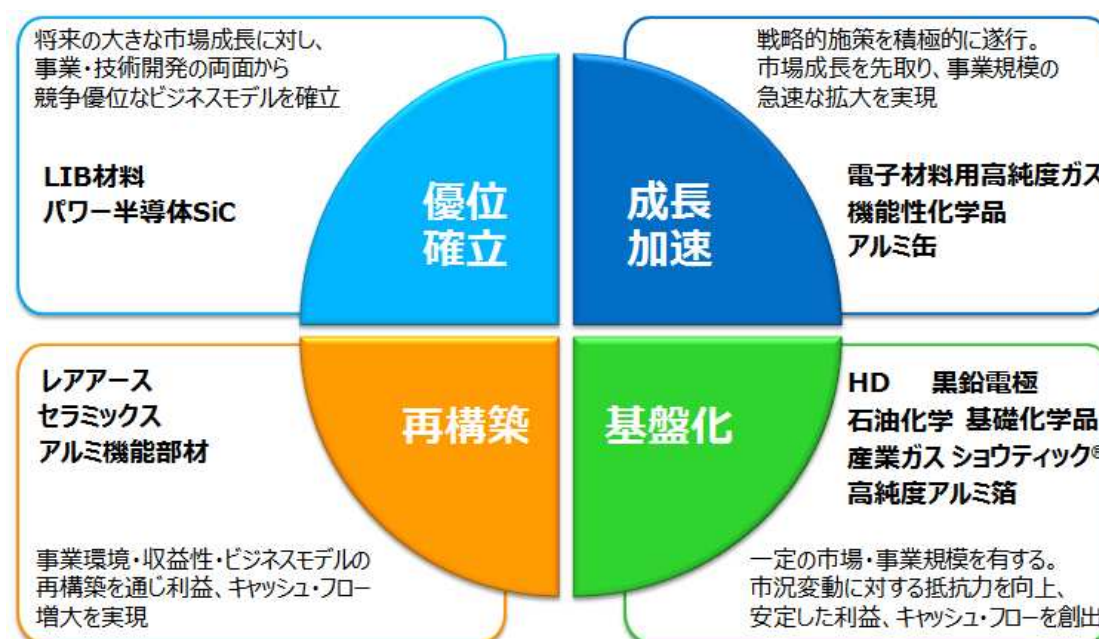 将来の大きな市場成長に対し、
事業・技術開発の両面から
競争優位なビジネスモデルを確立
LIB材料
パワー半導体SiC
優位
確立
戦略的施策を積極的に遂行。
市場成長を先取り、事業規模の
急速な拡大を実現
電子材料用高純度ガス
機能性化学品
アルミ缶
成長
加速
レアアース
セラミックス
アルミ機能部材
事業環境・収益性・ビジネスモデルの
再構築を通じ利益、キャッシュ・フロー
増大を実現
再構築
基盤化
HD 黒鉛電極
石油化学 基礎化学品
産業ガス ショウティック®
高純度アルミ箔
一定の市場・事業規模を有する。
市況変動に対する抵抗力を向上、
安定した利益、キャッシュ・フローを創出